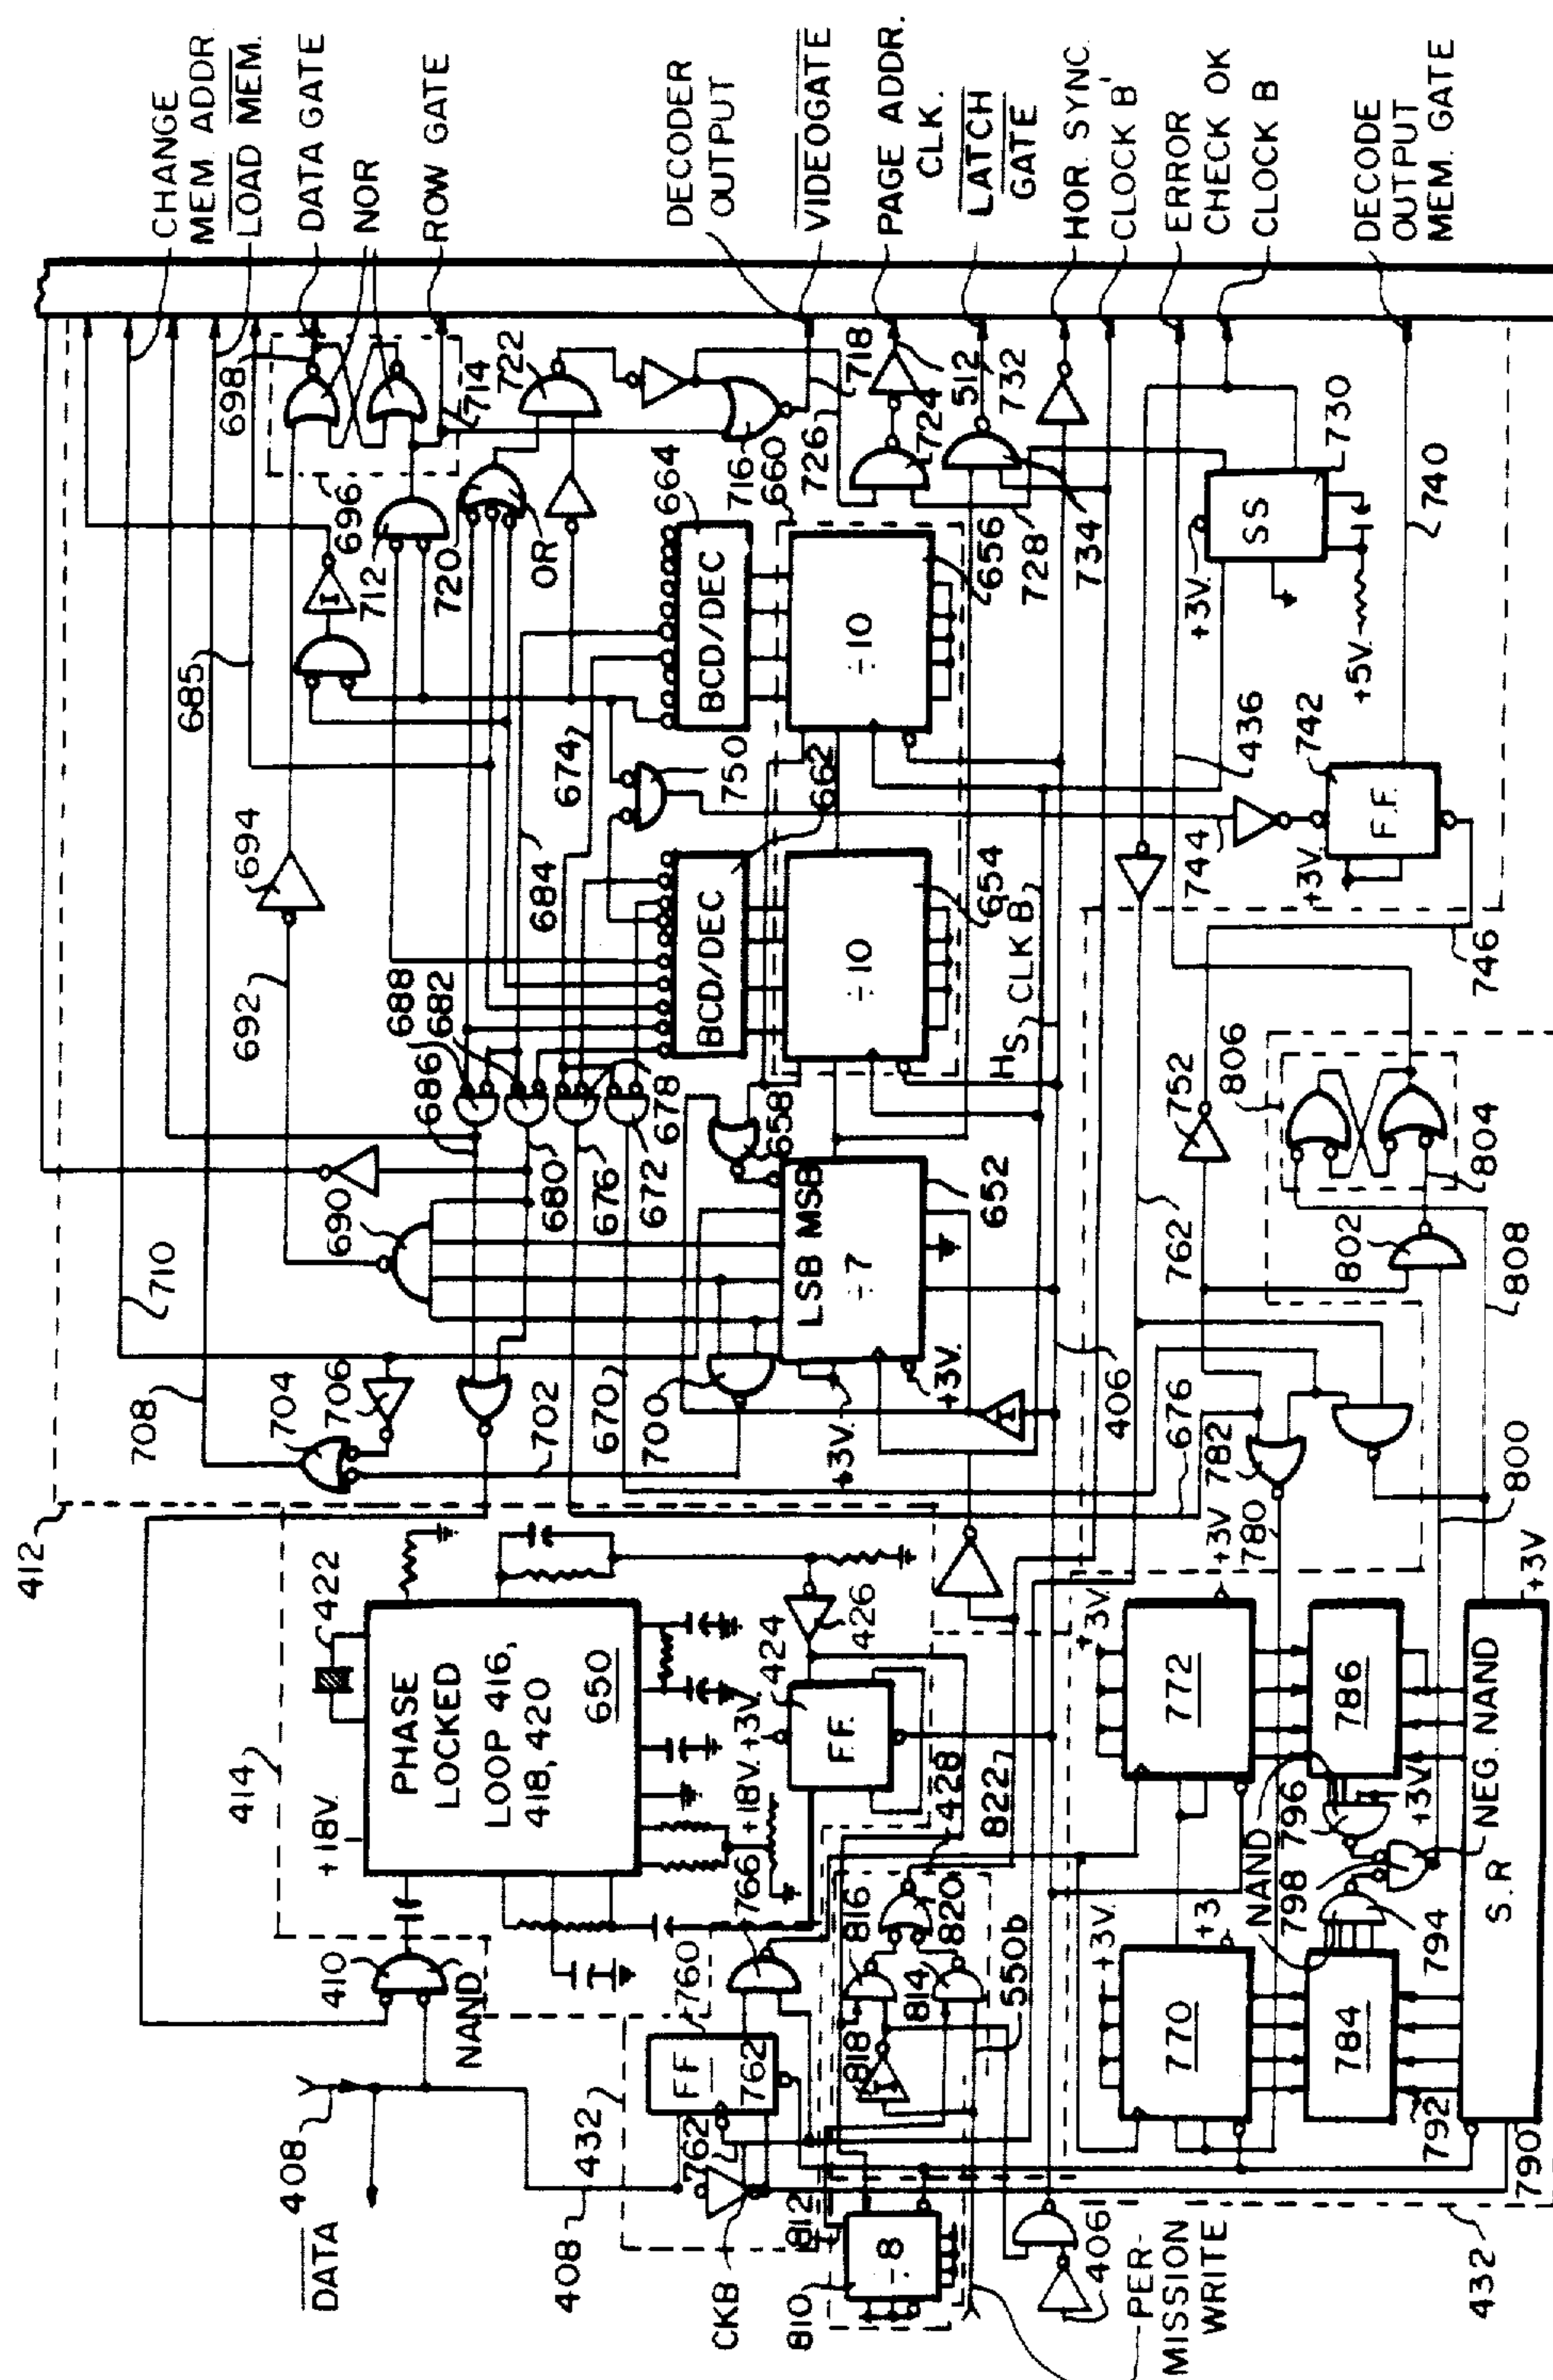 412
408
DATA
408
432
CKB
810
PER-
MISSION
WRITE
432
414
+18V.
422
PHASE
LOCKED
LOOP 416,
418, 420
650
410
NAND
760
FF
762
762
766
+18V.
+3V.
424
426
F.F.
428
822
812
818
816
814
820
550b
÷8
406
I
770
772
+3V.
+3V.
+3
+3V
784
786
792
794
796
798
NAND
NEG. NAND
+3V
S.R
790
+3V
780
782
800
802
804
806
808
708
704
706
710
702
670
700
690
692
694
685
688
686
682
680
676
672
678
684
674
658
LSB MSB
÷7
652
+3V.
+3V.
I
406
676
762
752
746
744
742
F.F.
+3V.
436
740
730
SS
+3V.
+5V.
HS
CLK B
÷10
654
BCD/DEC
662
750
÷10
656
BCD/DEC
664
660
I
712
720
OR
696
698
714
722
716
718
726
724
512
732
728
734
CHANGE
MEM. ADDR.
LOAD MEM.
DATA GATE
NOR
ROW GATE
DECODER
OUTPUT
VIDEOGATE
PAGE ADDR.
CLK.
LATCH
GATE
HOR. SYNC.
CLOCK B'
ERROR
CHECK OK
CLOCK B
DECODE
OUTPUT
MEM. GATE